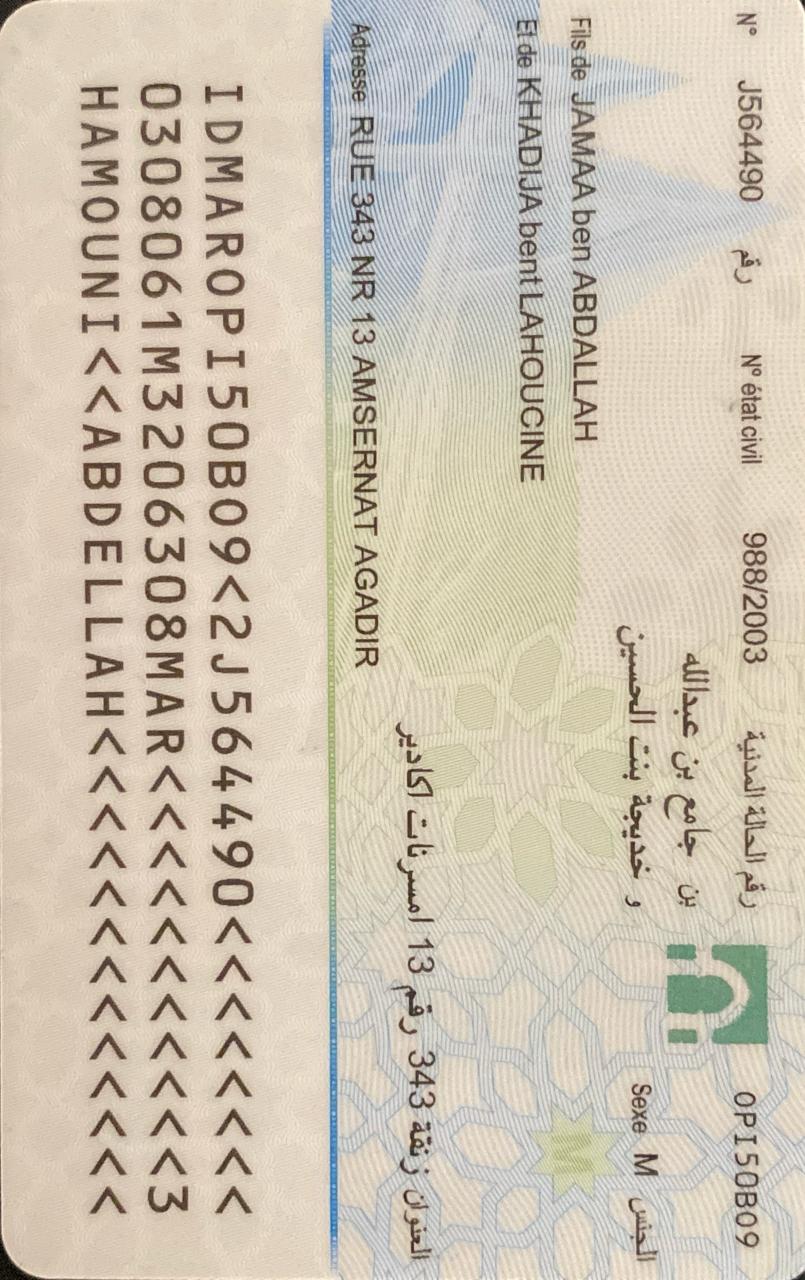 N° J564490 رقم N° état civil 988/2003 رقم الحالة المدنية OPI50B09
Fils de JAMAA ben ABDALLAH بن جامع بن عبدالله
Et de KHADIJA bent LAHOUCINE و خديجة بنت الحسين
Sexe M الجنس
M
Adresse RUE 343 NR 13 AMSERNAT AGADIR
العنوان زنقة 343 رقم 13 امسرنات اكادير
IDMAROPI50B09<2J564490<<<<<<<<
0308061M3206308MAR<<<<<<<<<<<3
HAMOUNI<<ABDELLAH<<<<<<<<<<<<<